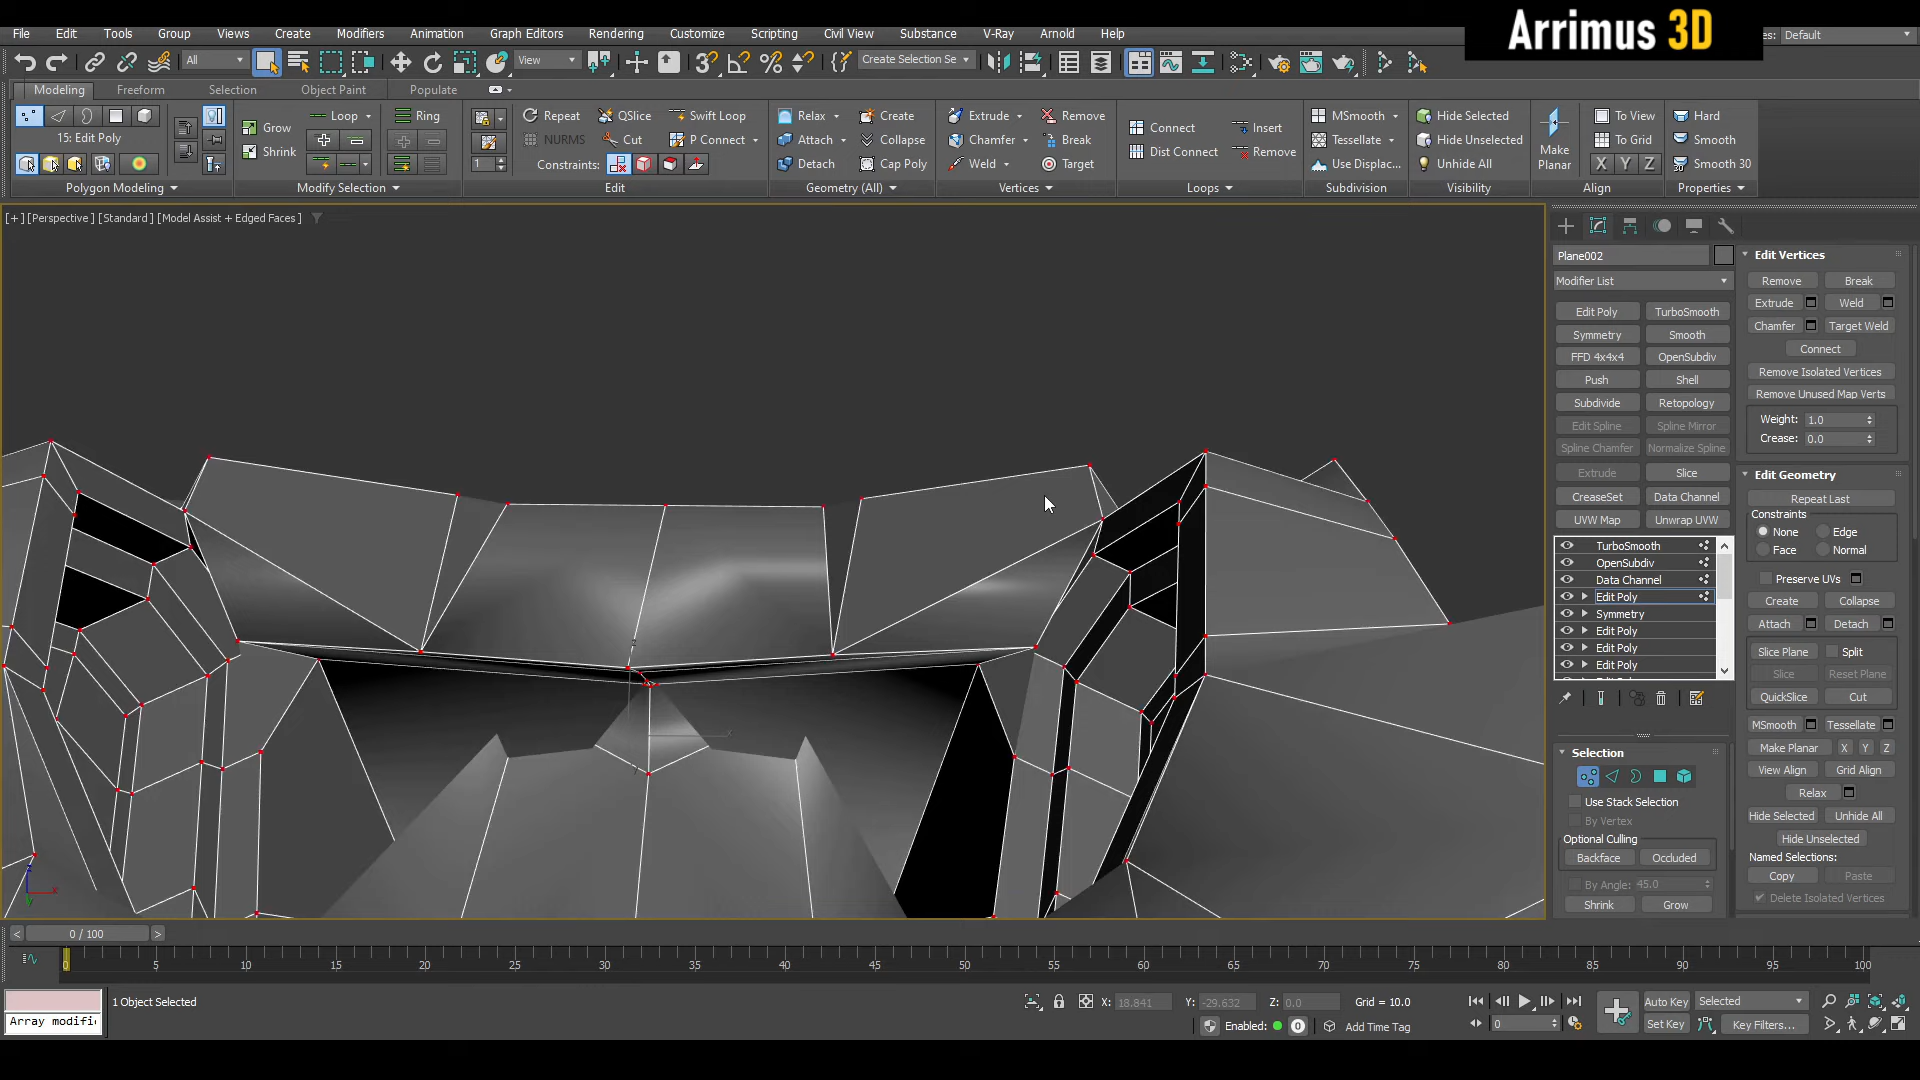 Arrimus 3D
File Edit Tools Group Views Create Modifiers Animation Graph Editors Rendering Customize Scripting Civil View Substance V-Ray Arnold Help
es: Default
All View Create Selection Se
Modeling Freeform Selection Object Paint Populate
15: Edit Poly
Grow
Shrink
Loop
Ring
Repeat QSlice Swift Loop
NURMS Cut P Connect
1 Constraints:
Relax Create
Attach Collapse
Detach Cap Poly
Extrude Remove
Chamfer Break
Weld Target
Connect Insert
Dist Connect Remove
MSmooth
Tessellate
Use Displac...
Hide Selected
Hide Unselected
Unhide All
Make
Planar
To View
To Grid
X Y Z
Hard
Smooth
Smooth 30
Polygon Modeling Modify Selection Edit Geometry (All) Vertices Loops Subdivision Visibility Align Properties
[+] [Perspective] [Standard] [Model Assist + Edged Faces]
Plane002
Modifier List
Edit Poly TurboSmooth
Symmetry Smooth
FFD 4x4x4 OpenSubdiv
Push Shell
Subdivide Retopology
Edit Spline Spline Mirror
Spline Chamfer Normalize Spline
Extrude Slice
CreaseSet Data Channel
UVW Map Unwrap UVW
TurboSmooth
OpenSubdiv
Data Channel
Edit Poly
Symmetry
Edit Poly
Edit Poly
Edit Poly
Selection
Use Stack Selection
By Vertex
Optional Culling
Backface Occluded
By Angle: 45.0
Shrink Grow
Edit Vertices
Remove Break
Extrude Weld
Chamfer Target Weld
Connect
Remove Isolated Vertices
Remove Unused Map Verts
Weight: 1.0
Crease: 0.0
Edit Geometry
Repeat Last
Constraints
None Edge
Face Normal
Preserve UVs
Create Collapse
Attach Detach
Slice Plane Split
Slice Reset Plane
QuickSlice Cut
MSmooth Tessellate
Make Planar X Y Z
View Align Grid Align
Relax
Hide Selected Unhide All
Hide Unselected
Named Selections:
Copy Paste
Delete Isolated Vertices
< 0 / 100 >
0 5 10 15 20 25 30 35 40 45 50 55 60 65 70 75 80 85 90 95 100
1 Object Selected
Array modifi
X: 18.841 Y: -29.632 Z: 0.0 Grid = 10.0
Enabled: 0 Add Time Tag
0
Auto Key Selected
Set Key Key Filters...